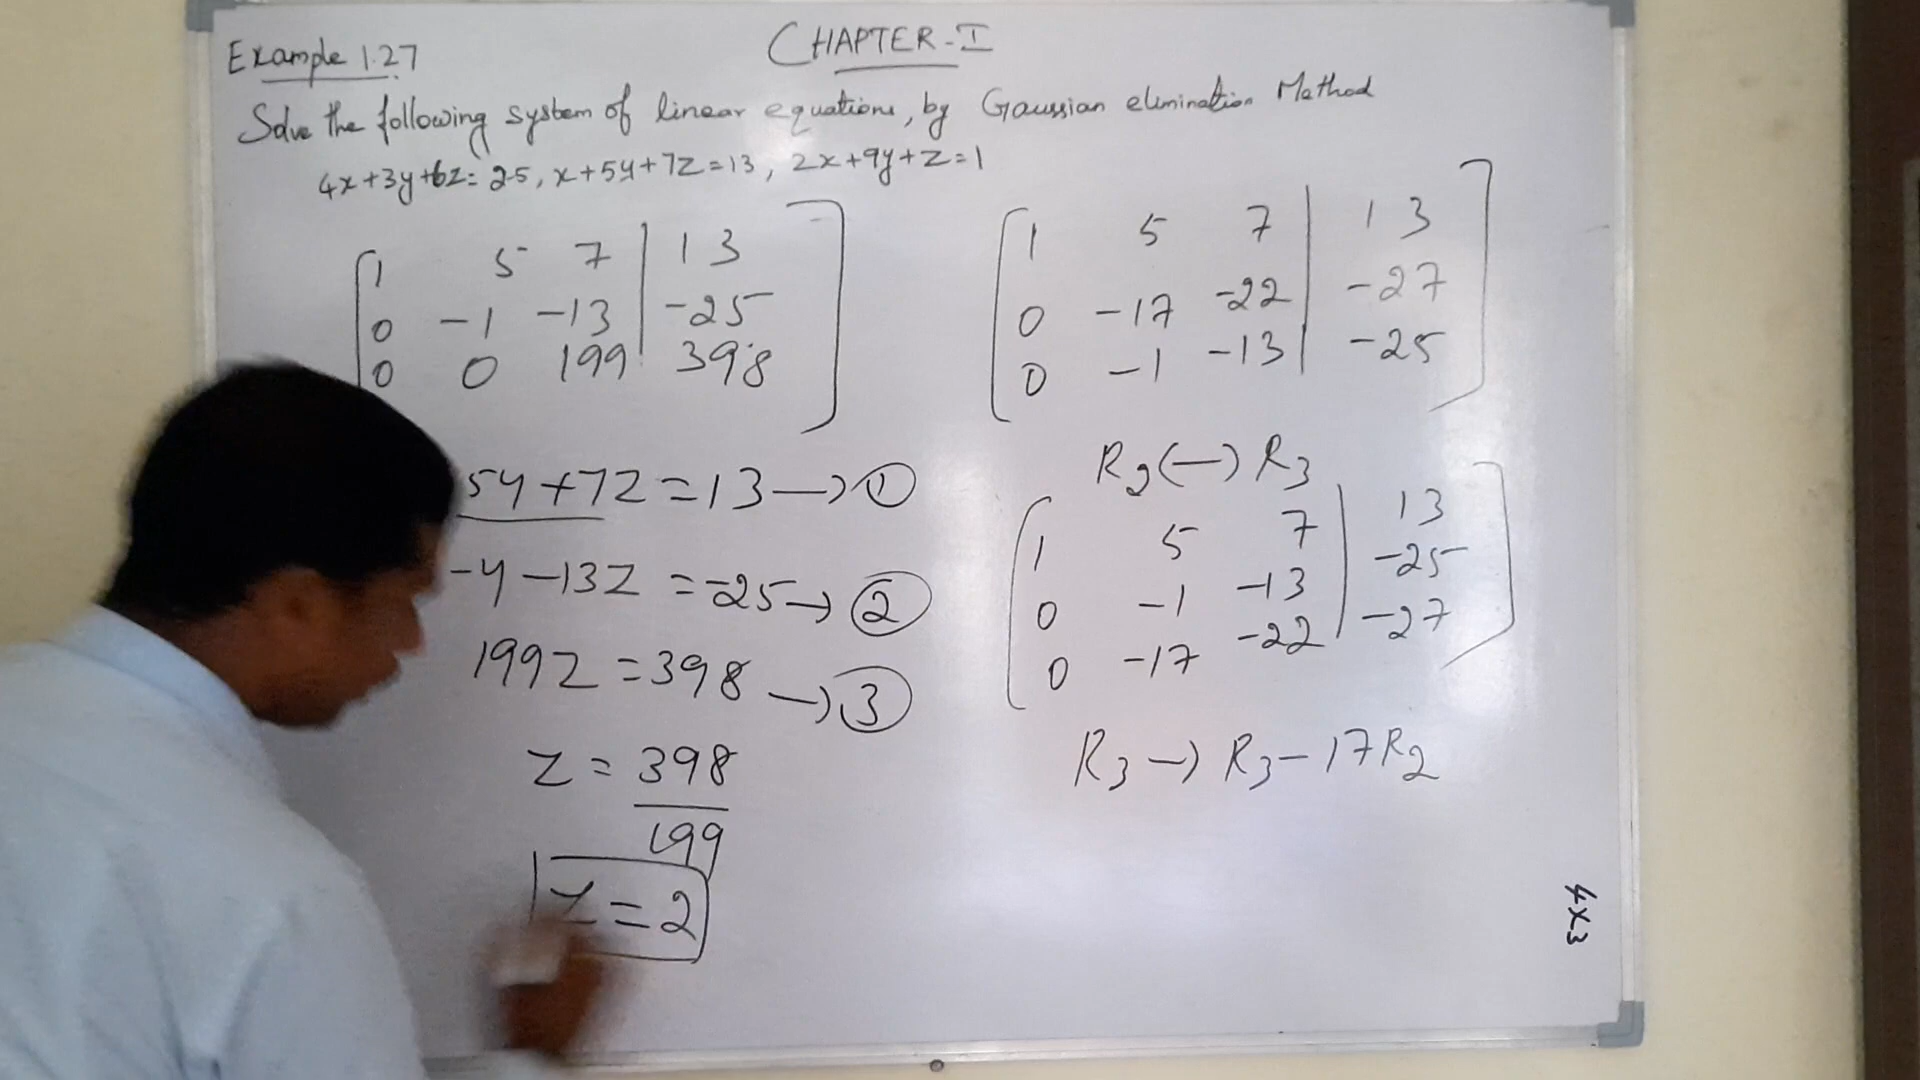 CHAPTER-I
Example 1.27
Solve the following system of linear equations, by Gaussian elimination Method
4x+3y+6z=25, x+5y+7z=13, 2x+9y+z=1
1 5 7 | 13
0 -17 -22 | -27
0 -1 -13 | -25
R2 ↔ R3
1 5 7 | 13
0 -1 -13 | -25
0 -17 -22 | -27
R3 → R3 - 17R2
1 5 7 | 13
0 -1 -13 | -25
0 0 199 | 398
5y+7z=13 → ①
-y-13z=-25 → ②
199z=398 → ③
z = 398
199
z=2
4x3